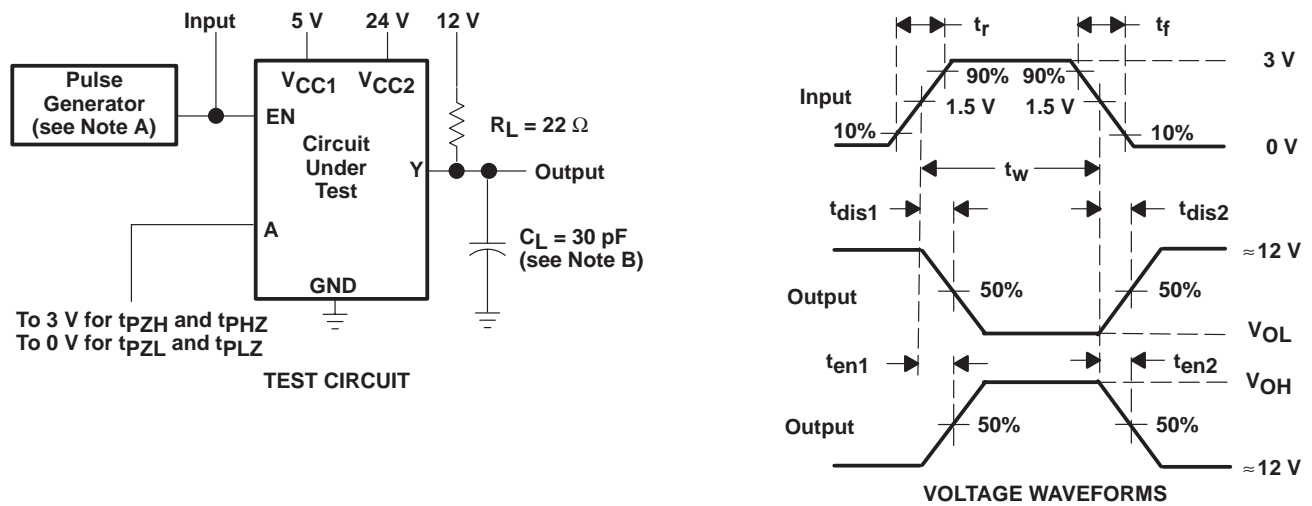 Input
5 V
24 V
12 V
Pulse
Generator
(see Note A)
VCC1
VCC2
EN
Circuit
Under
Test
Y
A
GND
RL = 22 Ω
Output
CL = 30 pF
(see Note B)
To 3 V for tPZH and tPHZ
To 0 V for tPZL and tPLZ
TEST CIRCUIT
tr
tf
3 V
90%
90%
Input
1.5 V
1.5 V
10%
10%
0 V
tw
tdis1
tdis2
≈ 12 V
Output
50%
50%
VOL
ten1
ten2
VOH
Output
50%
50%
≈ 12 V
VOLTAGE WAVEFORMS